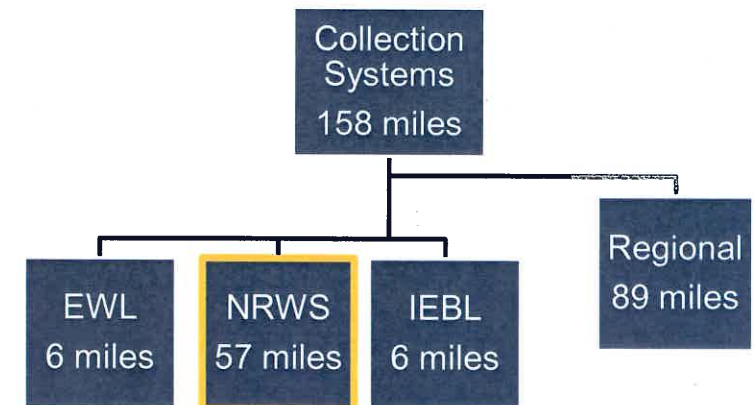 Collection
Systems
158 miles
Regional
89 miles
EWL
6 miles
NRWS
57 miles
IEBL
6 miles